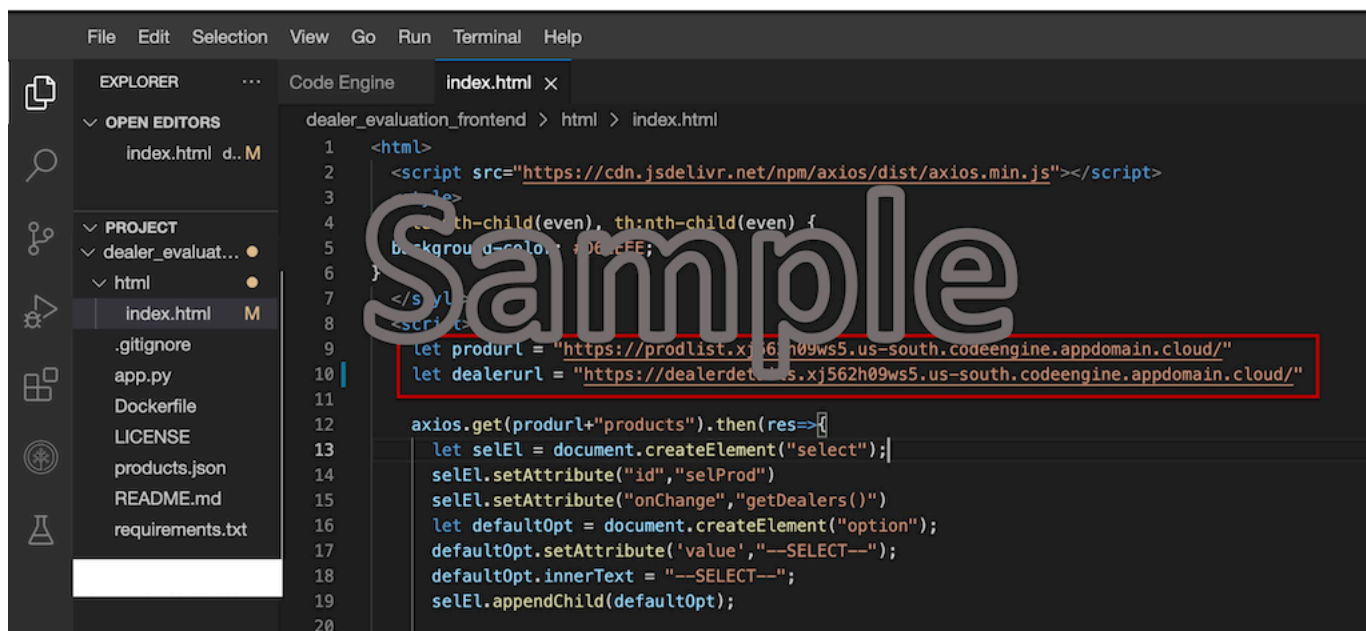 File Edit Selection View Go Run Terminal Help
EXPLORER ...
Code Engine
index.html ×
OPEN EDITORS
index.html d.. M
PROJECT
dealer_evaluat...
html
index.html M
.gitignore
app.py
Dockerfile
LICENSE
products.json
README.md
requirements.txt
dealer_evaluation_frontend > html > index.html
1 <html>
2 <script src="https://cdn.jsdelivr.net/npm/axios/dist/axios.min.js"></script>
3
4 th:nth-child(even) {
5
6 }
7
8 <script>
9 let produrl = us-south.codeengine.appdomain.cloud/"
10 let dealerurl = us-south.codeengine.appdomain.cloud/"
11
12 axios.get(produrl+"products").then(res=>{
13 let selEl = document.createElement("select");
14 selEl.setAttribute("id","selProd")
15 selEl.setAttribute("onChange","getDealers()")
16 let defaultOpt = document.createElement("option");
17 defaultOpt.setAttribute('value',"--SELECT--");
18 defaultOpt.innerText = "--SELECT--";
19 selEl.appendChild(defaultOpt);
20
Sample